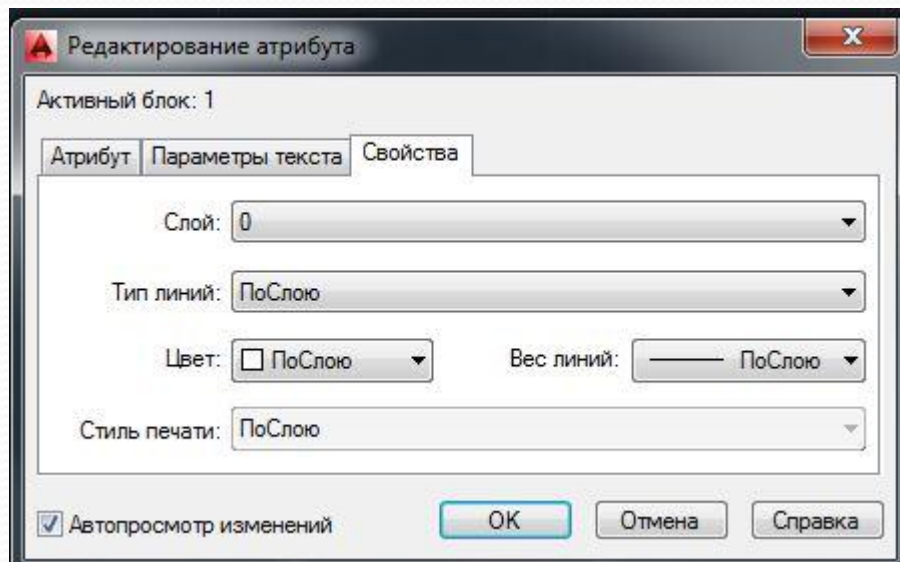 Редактирование атрибута
Активный блок: 1
Атрибут Параметры текста Свойства
Слой: 0
Тип линий: ПоСлою
Цвет: ПоСлою Вес линий: ПоСлою
Стиль печати: ПоСлою
Автопросмотр изменений OK Отмена Справка